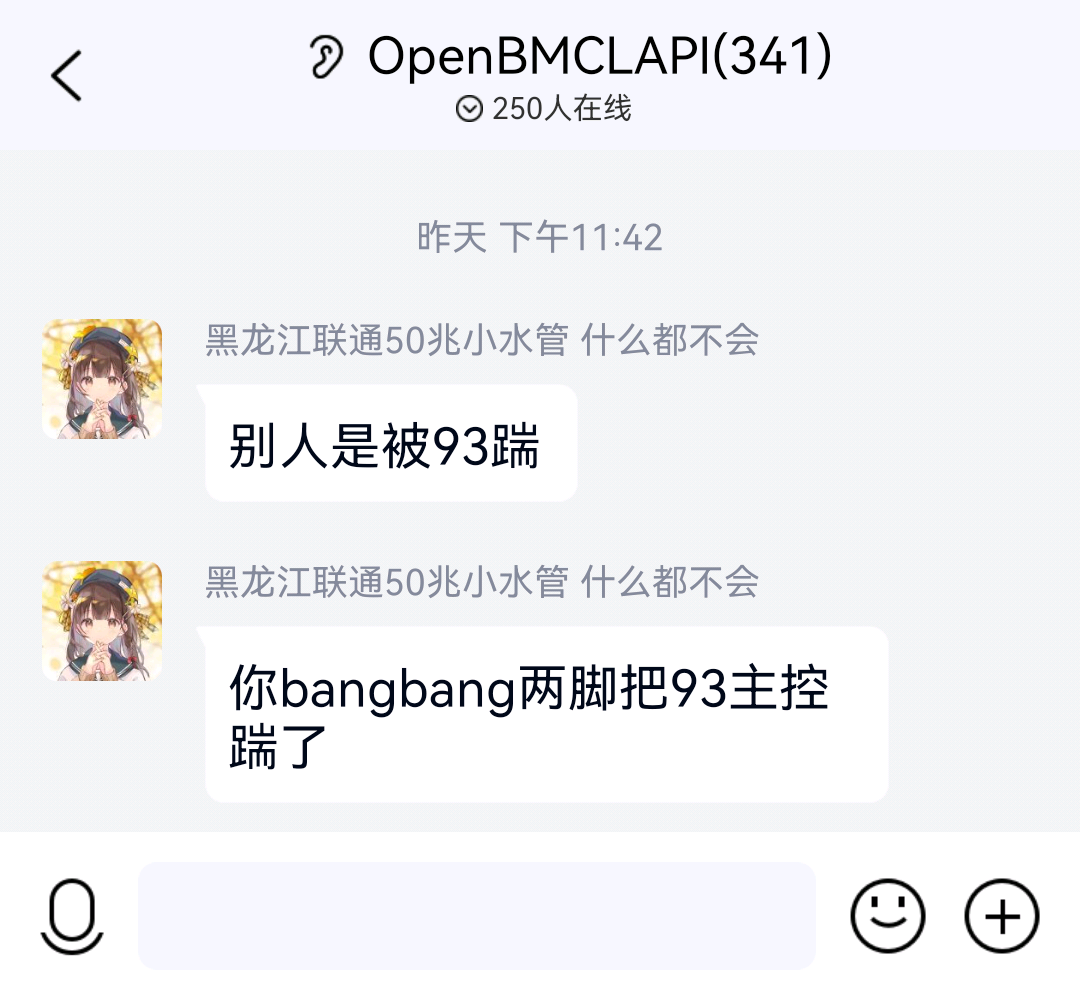 OpenBMCLAPI(341)
250人在线
昨天 下午11:42
黑龙江联通50兆小水管 什么都不会
别人是被93踹
黑龙江联通50兆小水管 什么都不会
你bangbang两脚把93主控
踹了